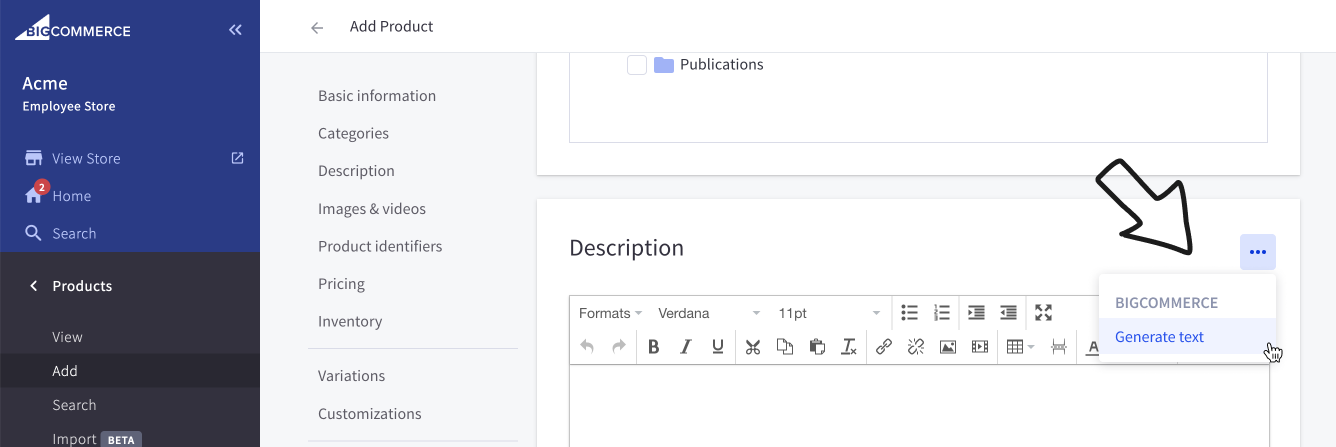 BIGCOMMERCE
Add Product
Acme
Employee Store
View Store
2
Home
Search
Products
View
Add
Search
Import BETA
Basic information
Categories
Description
Images & videos
Product identifiers
Pricing
Inventory
Variations
Customizations
Publications
Description
BIGCOMMERCE
Generate text
Formats Verdana 11pt
B I U A